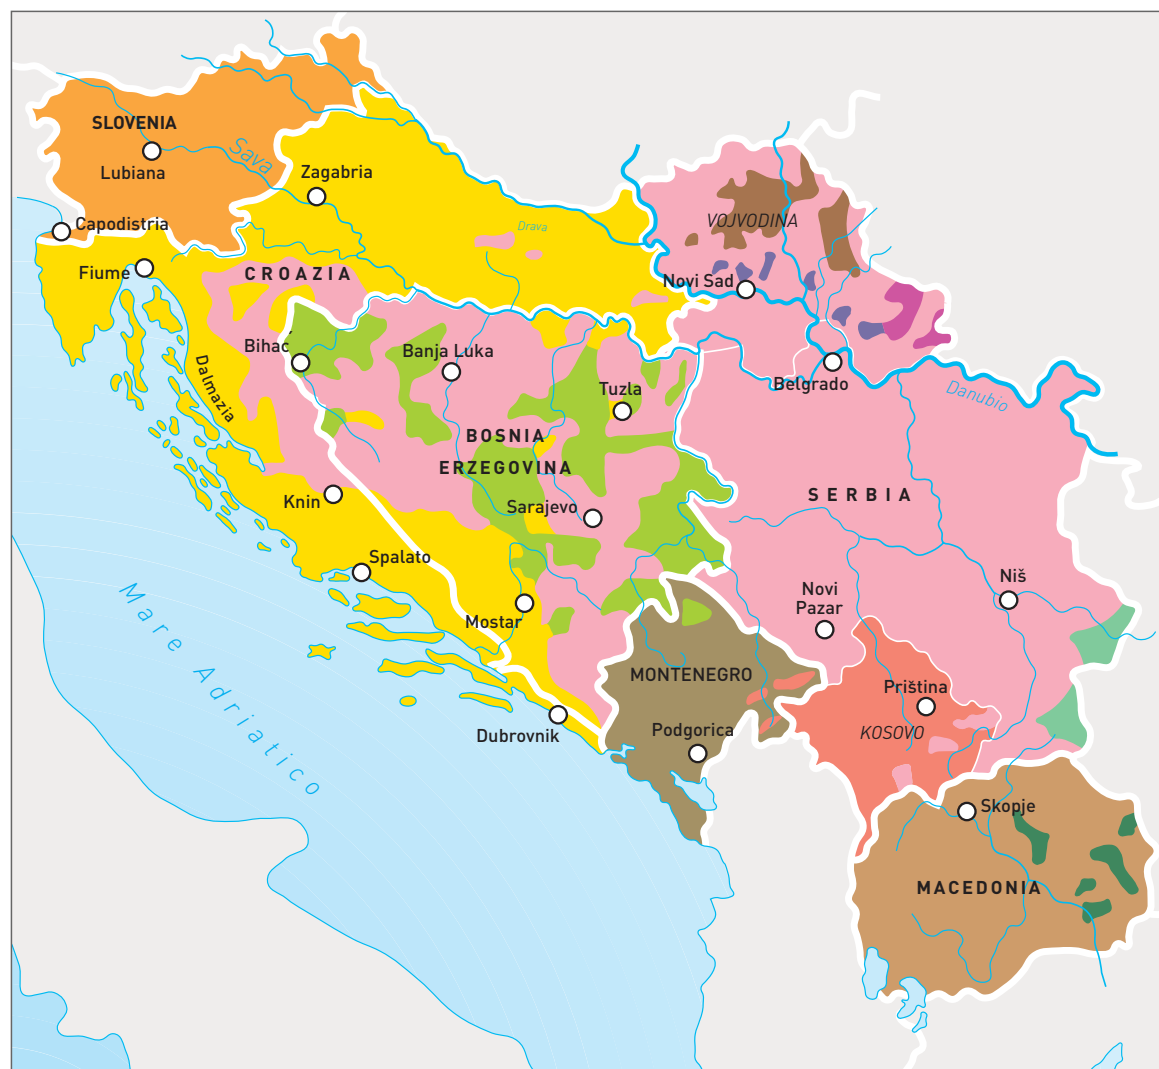 SLOVENIA
Lubiana
Sava
Zagabria
Capodistria
Drava
VOJVODINA
Fiume
CROAZIA
Novi Sad
Bihać
Banja Luka
Dalmazia
Tuzla
Belgrado
Danubio
BOSNIA
ERZEGOVINA
Knin
Sarajevo
SERBIA
Spalato
Niš
Novi
Pazar
Mostar
Mare Adriatico
MONTENEGRO
Priština
Dubrovnik
Podgorica
KOSOVO
Skopje
MACEDONIA